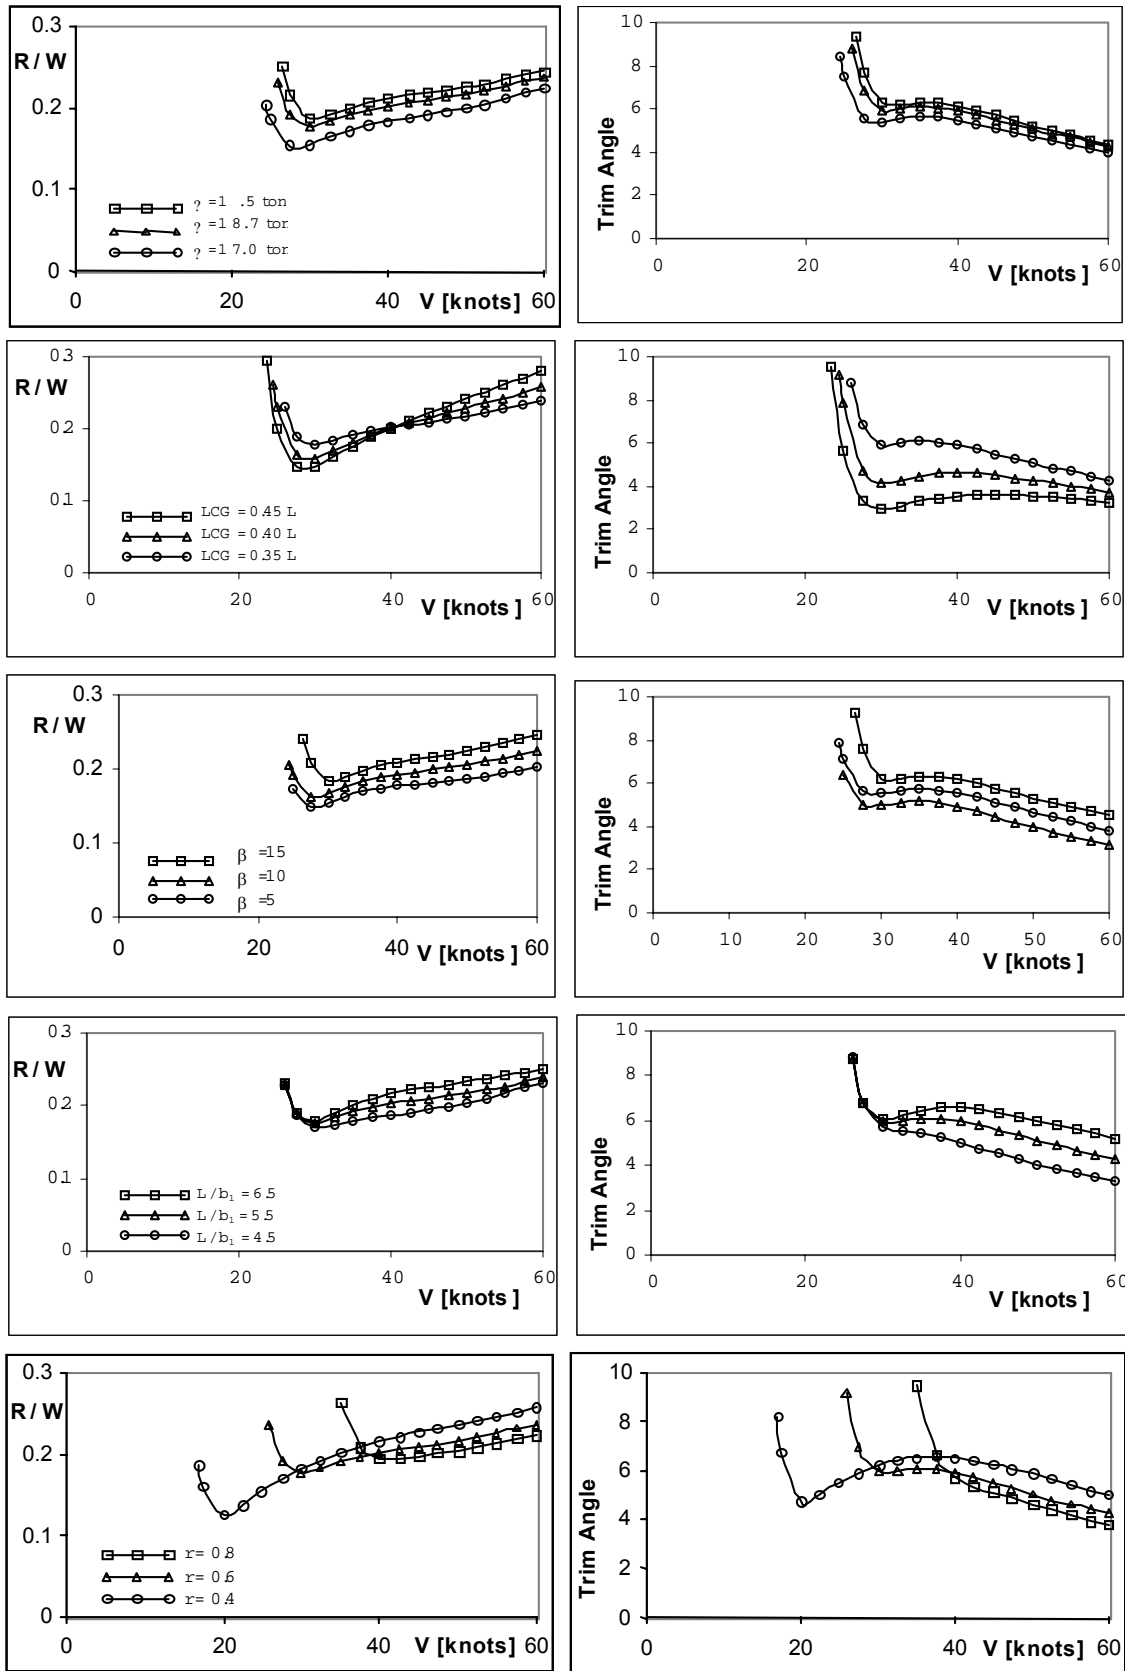 0.3
R / W
0.2
0.1
0
? =1 .5 ton
? =1 8.7 ton
? =1 7.0 ton
0
20
40
V [knots]
60
10
8
6
4
2
0
Trim Angle
0
20
40
60
V [knots ]
0.3
R / W
0.2
0.1
0
LCG = 0.45 L
LCG = 0.40 L
LCG = 0.35 L
0
20
40
60
V [knots ]
10
8
6
4
2
0
Trim Angle
0
20
40
60
V [knots ]
0.3
R / W
0.2
0.1
0
β =15
β =10
β =5
0
20
40
60
V [knots ]
10
8
6
4
2
0
Trim Angle
0
10
20
30
40
50
60
V [knots ]
0.3
R / W
0.2
0.1
0
L/b₁ = 6.5
L/b₁ = 5.5
L/b₁ = 4.5
0
20
40
60
V [knots ]
10
8
6
4
2
0
Trim Angle
0
20
40
60
V [knots ]
0.3
R / W
0.2
0.1
0
r= 0.8
r= 0.6
r= 0.4
0
20
40
V [knots]
60
10
8
6
4
2
0
Trim Angle
0
20
40
V [knots]
60